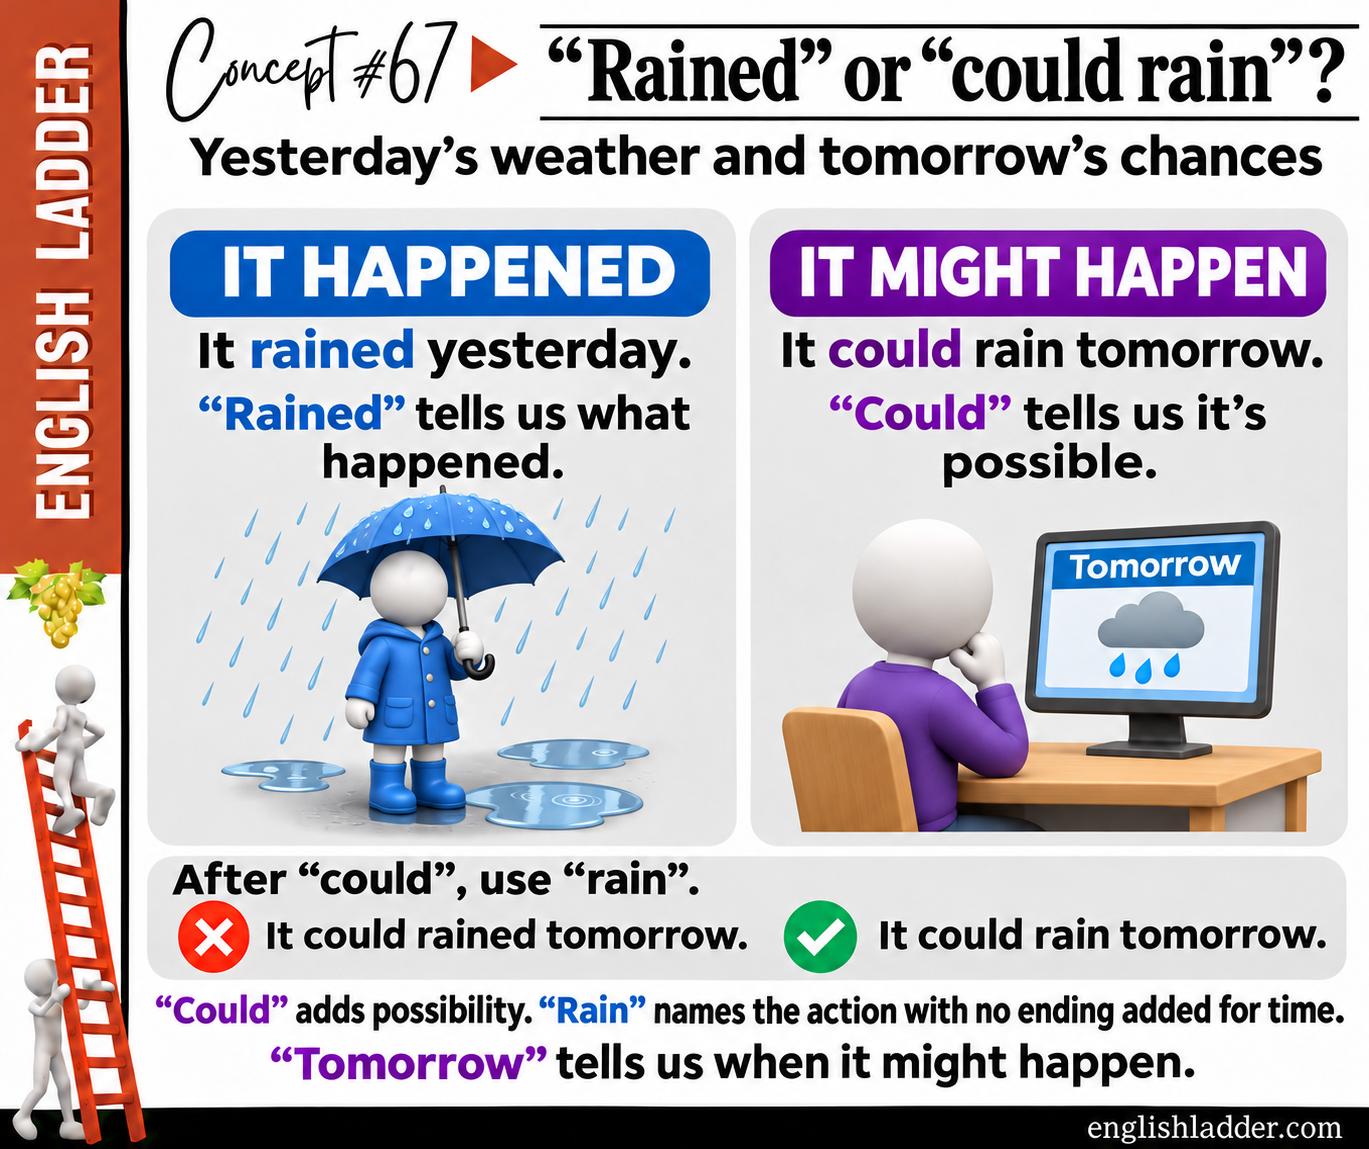 ENGLISH LADDER
Concept #67
“Rained” or “could rain”?
Yesterday’s weather and tomorrow’s chances
IT HAPPENED
It rained yesterday.
“Rained” tells us what
happened.
IT MIGHT HAPPEN
It could rain tomorrow.
“Could” tells us it’s
possible.
Tomorrow
After “could”, use “rain”.
It could rained tomorrow.
It could rain tomorrow.
“Could” adds possibility. “Rain” names the action with no ending added for time.
“Tomorrow” tells us when it might happen.
englishladder.com